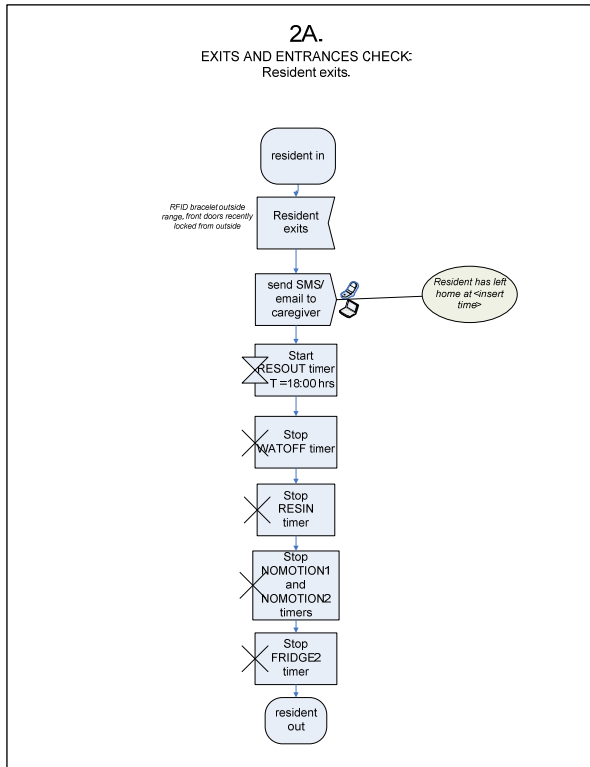 2A.
EXITS AND ENTRANCES CHECK:
Resident exits.
resident in
RFID bracelet outside
range, front doors recently
locked from outside
Resident
exits
send SMS/
email to
caregiver
Resident has left
home at <insert
time>
Start
RESOUT timer
T =18:00 hrs
Stop
WATOFF timer
Stop
RESIN
timer
Stop
NOMOTION1
and
NOMOTION2
timers
Stop
FRIDGE2
timer
resident
out